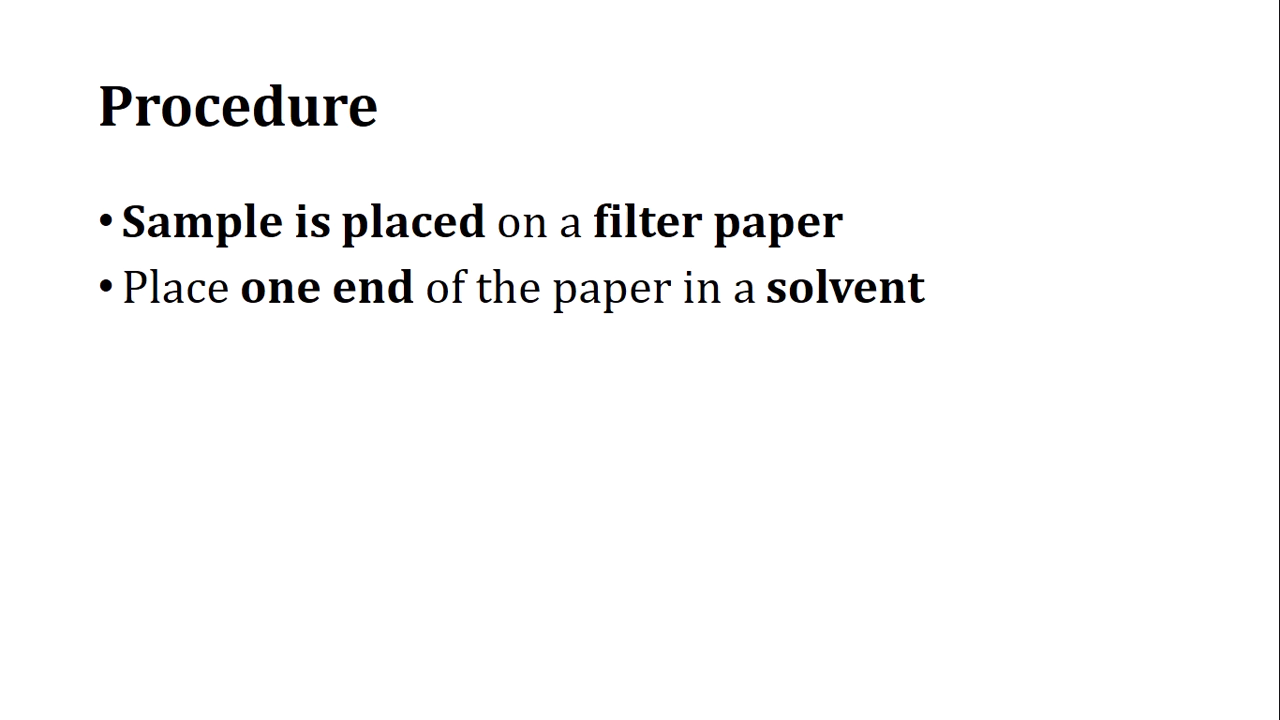 Procedure
• Sample is placed on a filter paper
• Place one end of the paper in a solvent